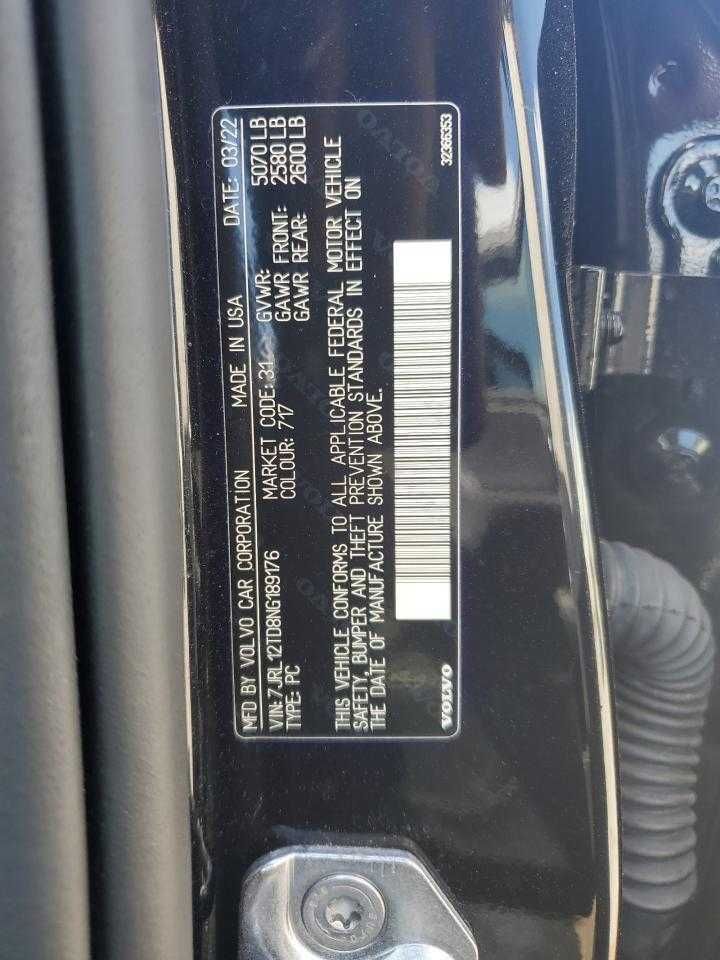 MFD BY VOLVO CAR CORPORATION MADE IN USA DATE: 03/22
VIN: 7JRL12TD8NG189176 MARKET CODE: 31 GVWR: 5070 LB
TYPE: PC COLOUR: 717 GAWR FRONT: 2580 LB
GAWR REAR: 2600 LB
THIS VEHICLE CONFORMS TO ALL APPLICABLE FEDERAL MOTOR VEHICLE
SAFETY, BUMPER AND THEFT PREVENTION STANDARDS IN EFFECT ON
THE DATE OF MANUFACTURE SHOWN ABOVE.
VOLVO 32366353